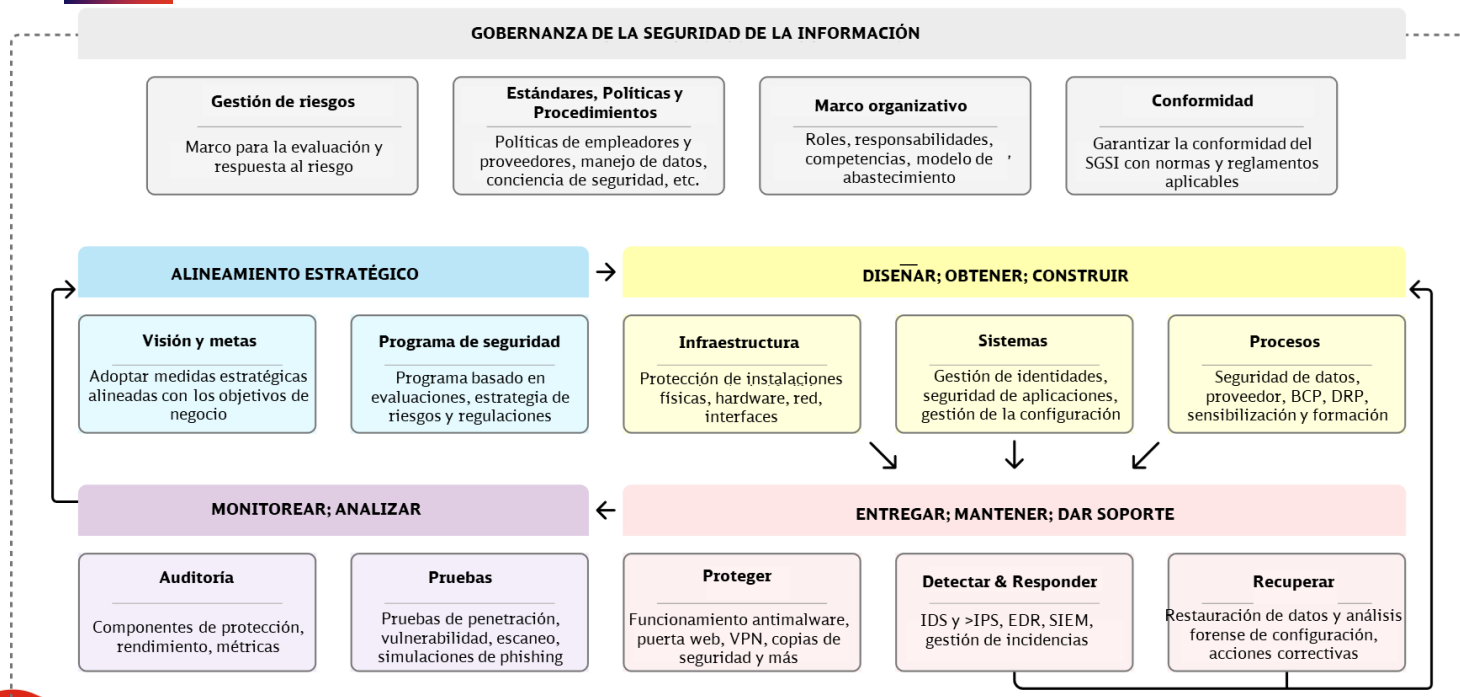 GOBERNANZA DE LA SEGURIDAD DE LA INFORMACIÓN
Gestión de riesgos
Marco para la evaluación y
respuesta al riesgo
Estándares, Políticas y
Procedimientos
Políticas de empleadores y
proveedores, manejo de datos,
conciencia de seguridad, etc.
Marco organizativo
Roles, responsabilidades,
competencias, modelo de ,
abastecimiento
Conformidad
Garantizar la conformidad del
SGSI con normas y reglamentos
aplicables
ALINEAMIENTO ESTRATÉGICO
DISEÑAR; OBTENER; CONSTRUIR
Visión y metas
Adoptar medidas estratégicas
alineadas con los objetivos de
negocio
Programa de seguridad
Programa basado en
evaluaciones, estrategia de
riesgos y regulaciones
Infraestructura
Protección de instalaciones
físicas, hardware, red,
interfaces
Sistemas
Gestión de identidades,
seguridad de aplicaciones,
gestión de la configuración
Procesos
Seguridad de datos,
proveedor, BCP, DRP,
sensibilización y formación
MONITOREAR; ANALIZAR
ENTREGAR; MANTENER; DAR SOPORTE
Auditoría
Componentes de protección,
rendimiento, métricas
Pruebas
Pruebas de penetración,
vulnerabilidad, escaneo,
simulaciones de phishing
Proteger
Funcionamiento antimalware,
puerta web, VPN, copias de
seguridad y más
Detectar & Responder
IDS y >IPS, EDR, SIEM,
gestión de incidencias
Recuperar
Restauración de datos y análisis
forense de configuración,
acciones correctivas